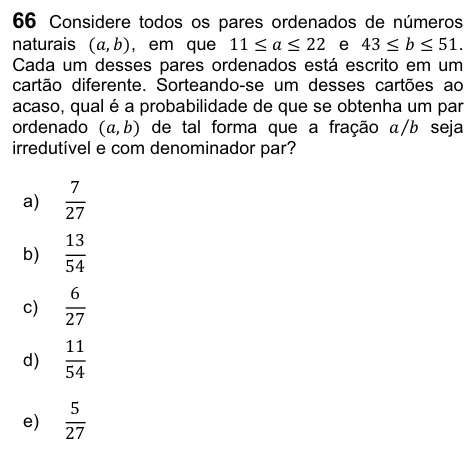 66 Considere todos os pares ordenados de números
naturais (a, b), em que 11 ≤ a ≤ 22 e 43 ≤ b ≤ 51.
Cada um desses pares ordenados está escrito em um
cartão diferente. Sorteando-se um desses cartões ao
acaso, qual é a probabilidade de que se obtenha um par
ordenado (a, b) de tal forma que a fração a/b seja
irredutível e com denominador par?
a) 7/27
b) 13/54
c) 6/27
d) 11/54
e) 5/27